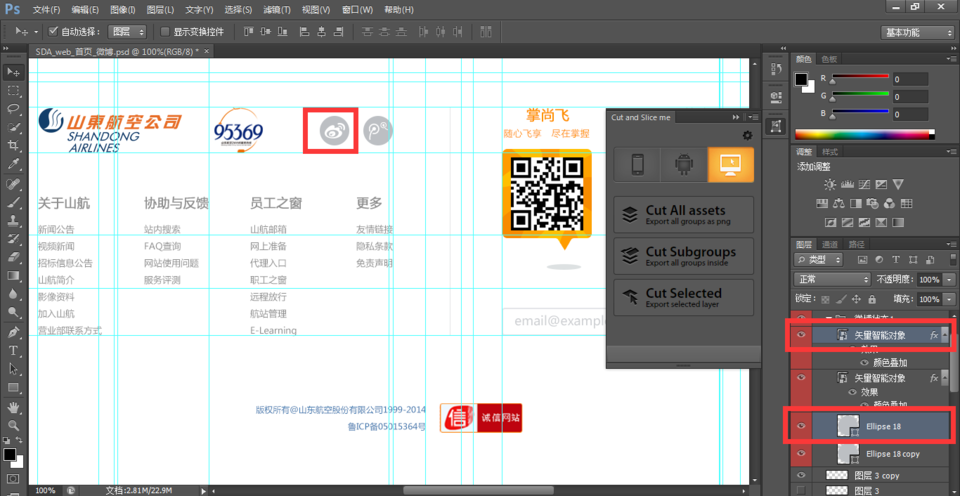 Ps 文件(F) 编辑(E) 图像(I) 图层(L) 文字(Y) 选择(S) 滤镜(T) 视图(V) 窗口(W) 帮助(H)
自动选择: 图层 显示变换控件 基本功能
SDA_web_首页_微博.psd @ 100%(RGB/8) * ×
山東航空公司
SHANDONG
AIRLINES
95369
掌尚飞
随心飞享 尽在掌握
关于山航 协助与反馈 员工之窗 更多
新闻公告 站内搜索 山航邮箱 友情链接
视频新闻 FAQ查询 网上准备 隐私条款
招标信息公告 网站使用问题 代理入口 免责声明
山航简介 服务评测 职工之窗
影像资料 远程放行
加入山航 航站管理
营业部联系方式 E-Learning
email@example
版权所有@山东航空股份有限公司1999-2014
鲁ICP备05015364号
信 诚信网站
Cut and Slice me
Cut All assets
Export all groups as png
Cut Subgroups
Export all groups inside
Cut Selected
Export selected layer
颜色 色板
R 0
G 0
B 0
调整 样式
添加调整
图层 通道 路径
类型
正常 不透明度: 100%
锁定: 填充: 100%
矢量智能对象 fx
颜色叠加
矢量智能对象 fx
效果
颜色叠加
Ellipse 18
Ellipse 18 copy
图层 3 copy
图层 3
100% 文档:2.81M/22.9M